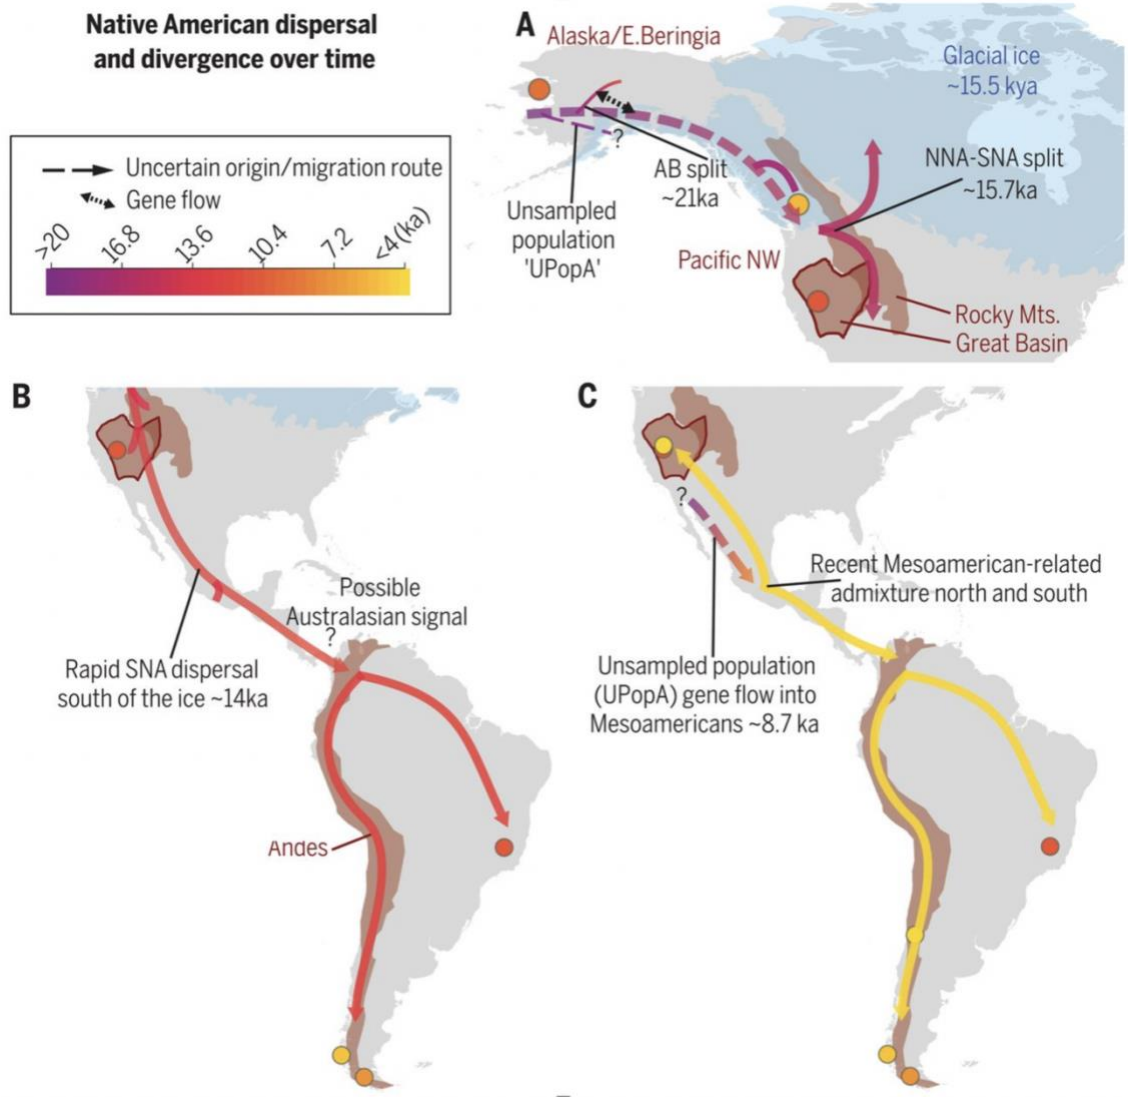 Native American dispersal
and divergence over time
Uncertain origin/migration route
Gene flow
>20 16.8 13.6 10.4 7.2 <4 (ka)
A
Alaska/E.Beringia
Glacial ice
~15.5 kya
?
AB split
~21ka
NNA-SNA split
~15.7ka
Unsampled
population
'UPopA'
Pacific NW
Rocky Mts.
Great Basin
B
Possible
Australasian signal
?
Rapid SNA dispersal
south of the ice ~14ka
Andes
C
?
Recent Mesoamerican-related
admixture north and south
Unsampled population
(UPopA) gene flow into
Mesoamericans ~8.7 ka